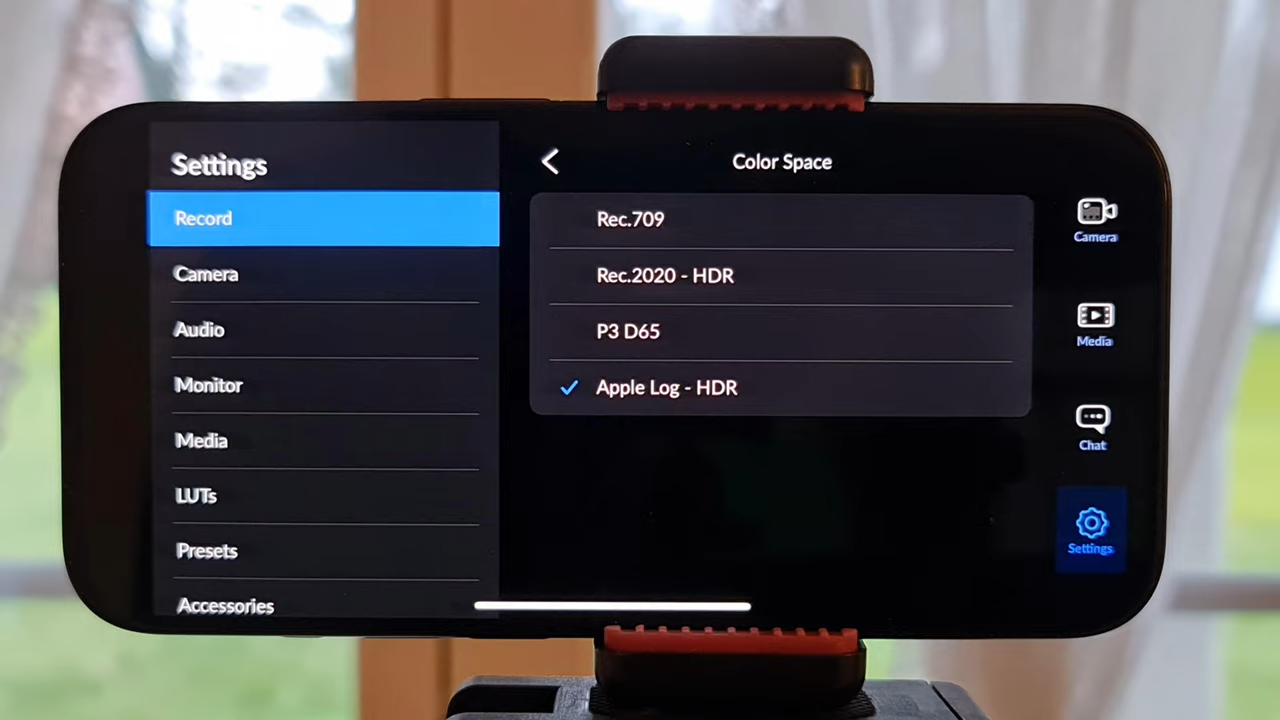 Settings
Record
Camera
Audio
Monitor
Media
LUTs
Presets
Accessories
Color Space
Rec.709
Rec.2020 - HDR
P3 D65
Apple Log - HDR
Camera
Media
Chat
Settings